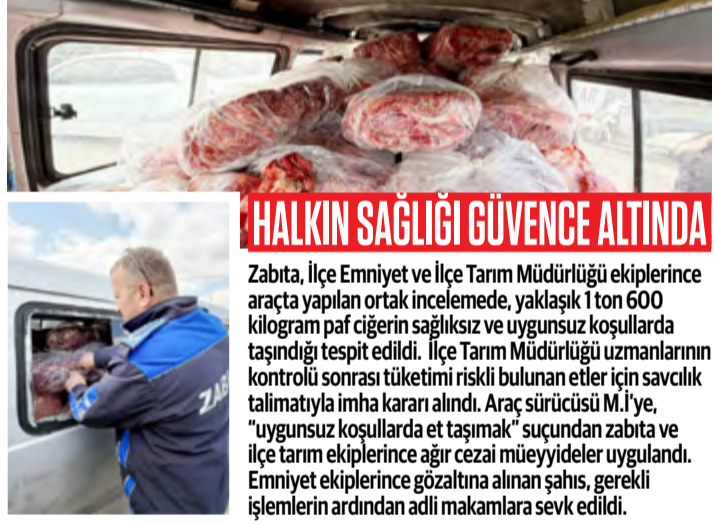 HALKIN SAĞLIĞI GÜVENCE ALTINDA
Zabıta, İlçe Emniyet ve İlçe Tarım Müdürlüğü ekiplerince
araçta yapılan ortak incelemede, yaklaşık 1 ton 600
kilogram paf ciğerin sağlıksız ve uygunsuz koşullarda
taşındığı tespit edildi. İlçe Tarım Müdürlüğü uzmanlarının
kontrolü sonrası tüketimi riskli bulunan etler için savcılık
talimatıyla imha kararı alındı. Araç sürücüsü M.İ'ye,
“uygunsuz koşullarda et taşımak” suçundan zabıta ve
ilçe tarım ekiplerince ağır cezai müeyyideler uygulandı.
Emniyet ekiplerince gözaltına alınan şahıs, gerekli
işlemlerin ardından adli makamlara sevk edildi.
ZAB